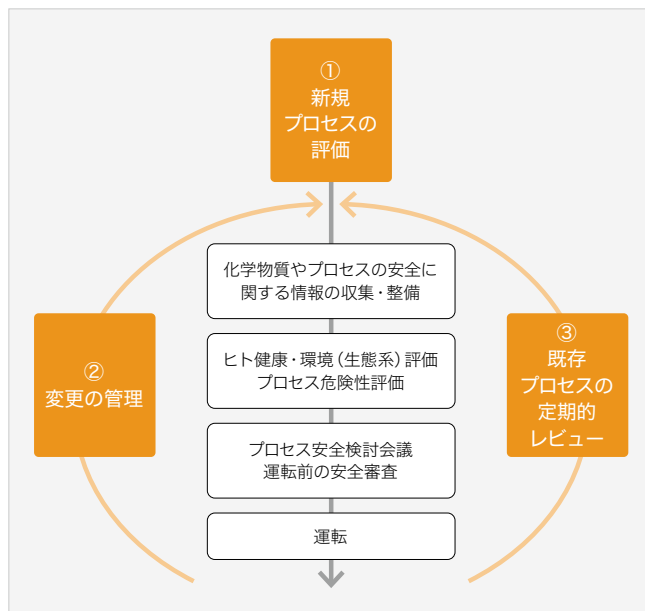 ①
新規
プロセスの
評価
化学物質やプロセスの安全に
関する情報の収集・整備
ヒト健康・環境（生態系）評価
プロセス危険性評価
プロセス安全検討会議
運転前の安全審査
運転
②
変更の管理
③
既存
プロセスの
定期的
レビュー